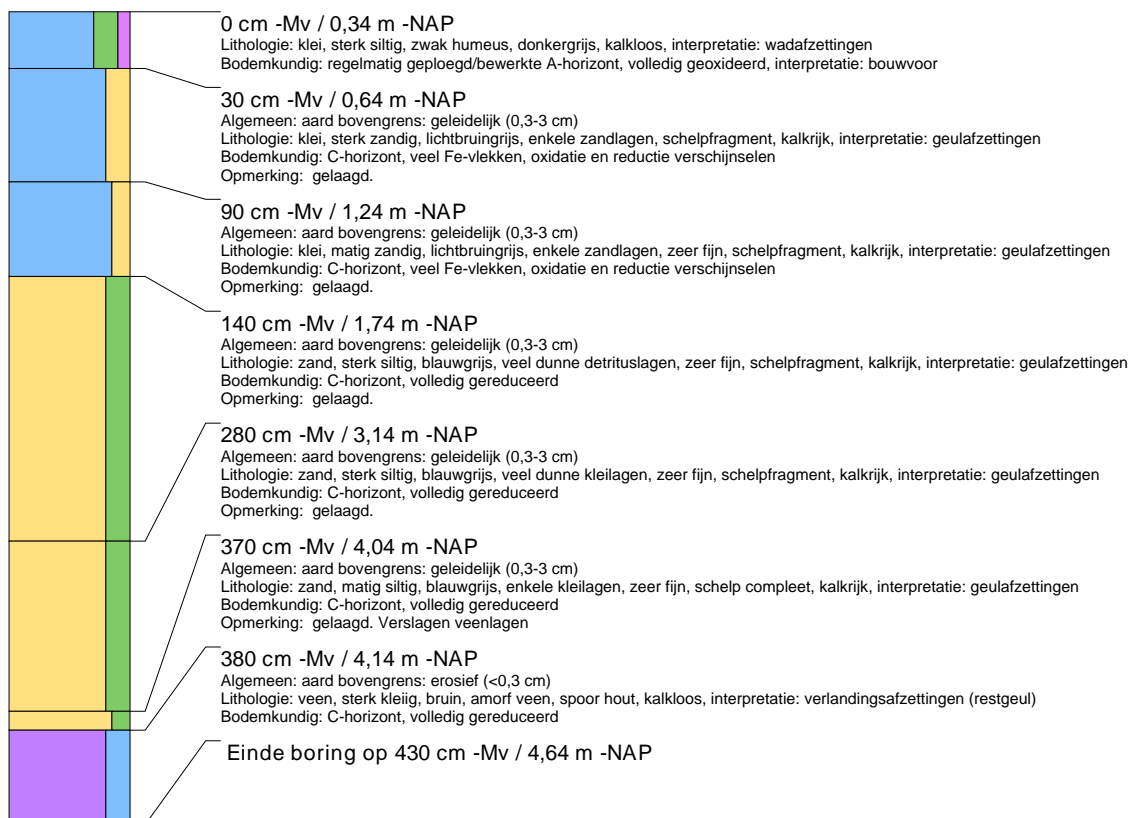 0 cm -Mv / 0,34 m -NAP
Lithologie: klei, sterk siltig, zwak humeus, donkergrijs, kalkloos, interpretatie: wadafzettingen
Bodemkundig: regelmatig geploegd/bewerkte A-horizont, volledig geoxideerd, interpretatie: bouwvoor
30 cm -Mv / 0,64 m -NAP
Algemeen: aard bovengrens: geleidelijk (0,3-3 cm)
Lithologie: klei, sterk zandig, lichtbruingrijs, enkele zandlagen, schelpfragment, kalkrijk, interpretatie: geulafzettingen
Bodemkundig: C-horizont, veel Fe-vlekken, oxidatie en reductie verschijnselen
Opmerking: gelaagd.
90 cm -Mv / 1,24 m -NAP
Algemeen: aard bovengrens: geleidelijk (0,3-3 cm)
Lithologie: klei, matig zandig, lichtbruingrijs, enkele zandlagen, zeer fijn, schelpfragment, kalkrijk, interpretatie: geulafzettingen
Bodemkundig: C-horizont, veel Fe-vlekken, oxidatie en reductie verschijnselen
Opmerking: gelaagd.
140 cm -Mv / 1,74 m -NAP
Algemeen: aard bovengrens: geleidelijk (0,3-3 cm)
Lithologie: zand, sterk siltig, blauwgrijs, veel dunne detrituslagen, zeer fijn, schelpfragment, kalkrijk, interpretatie: geulafzettingen
Bodemkundig: C-horizont, volledig gereduceerd
Opmerking: gelaagd.
280 cm -Mv / 3,14 m -NAP
Algemeen: aard bovengrens: geleidelijk (0,3-3 cm)
Lithologie: zand, sterk siltig, blauwgrijs, veel dunne kleilagen, zeer fijn, schelpfragment, kalkrijk, interpretatie: geulafzettingen
Bodemkundig: C-horizont, volledig gereduceerd
Opmerking: gelaagd.
370 cm -Mv / 4,04 m -NAP
Algemeen: aard bovengrens: geleidelijk (0,3-3 cm)
Lithologie: zand, matig siltig, blauwgrijs, enkele kleilagen, zeer fijn, schelp compleet, kalkrijk, interpretatie: geulafzettingen
Bodemkundig: C-horizont, volledig gereduceerd
Opmerking: gelaagd. Verslagen veenlagen
380 cm -Mv / 4,14 m -NAP
Algemeen: aard bovengrens: erosief (<0,3 cm)
Lithologie: veen, sterk kleiig, bruin, amorf veen, spoor hout, kalkloos, interpretatie: verlandingsafzettingen (restgeul)
Bodemkundig: C-horizont, volledig gereduceerd
Einde boring op 430 cm -Mv / 4,64 m -NAP